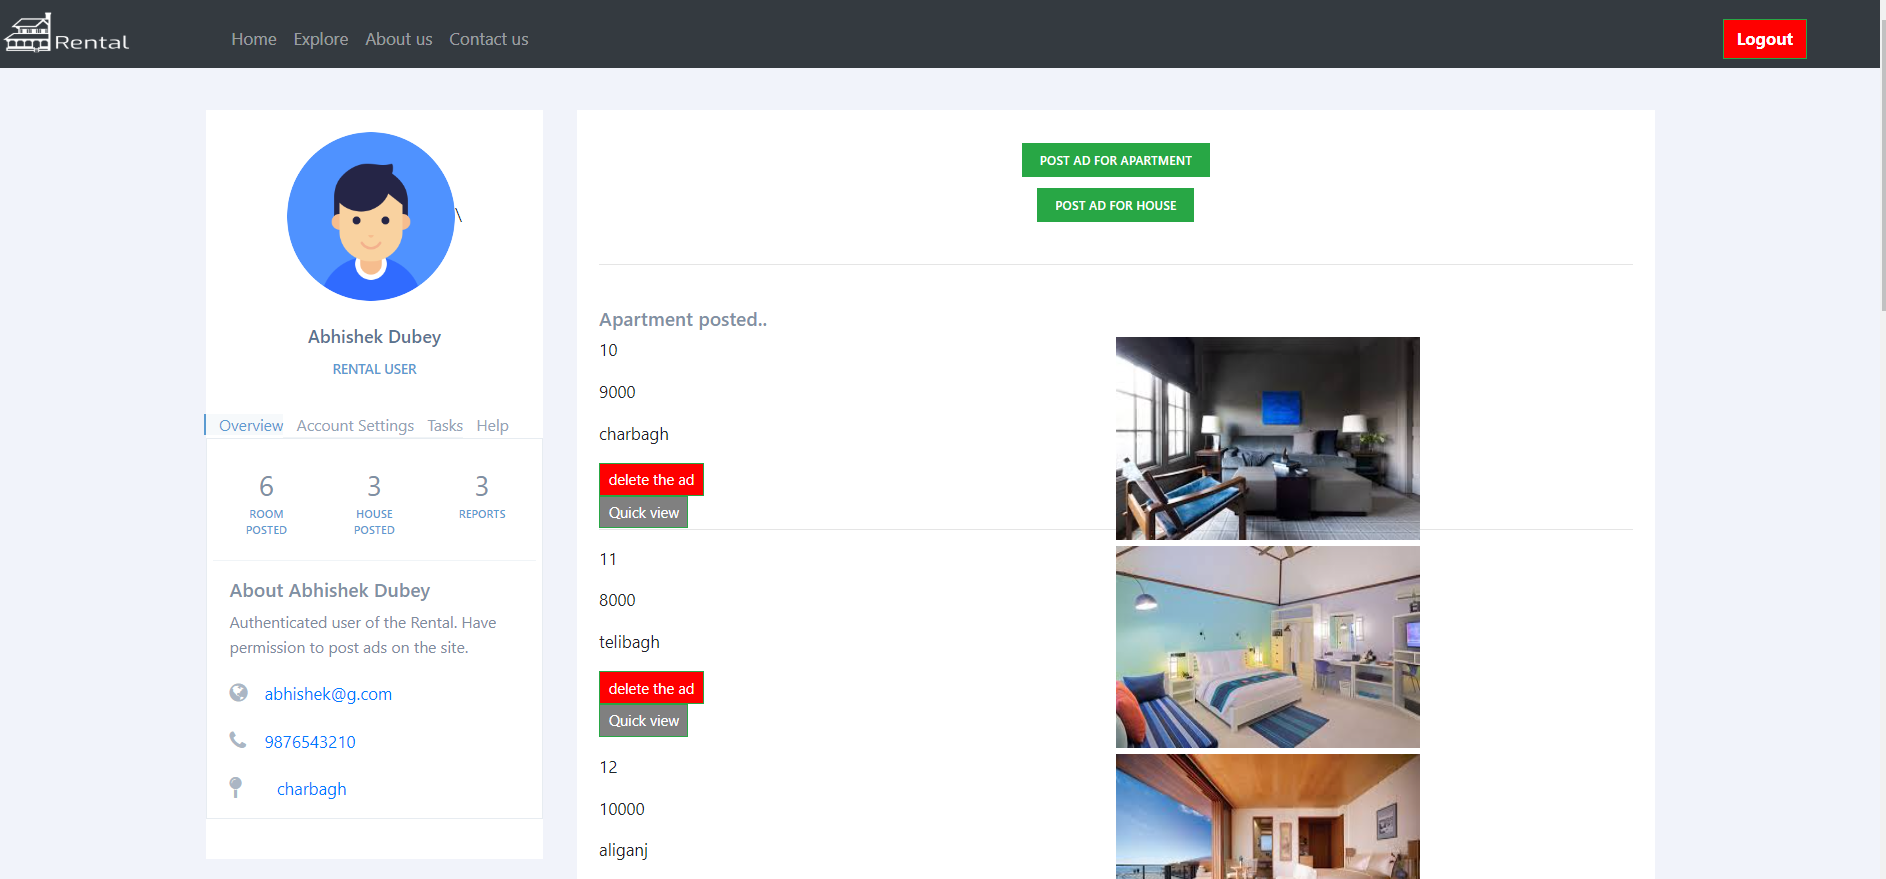 Rental
Home Explore About us Contact us
Logout
\
Abhishek Dubey
RENTAL USER
Overview Account Settings Tasks Help
6 3 3
ROOM POSTED
HOUSE POSTED
REPORTS
About Abhishek Dubey
Authenticated user of the Rental. Have
permission to post ads on the site.
abhishek@g.com
9876543210
charbagh
POST AD FOR APARTMENT
POST AD FOR HOUSE
Apartment posted..
10
9000
charbagh
delete the ad
Quick view
11
8000
telibagh
delete the ad
Quick view
12
10000
aliganj